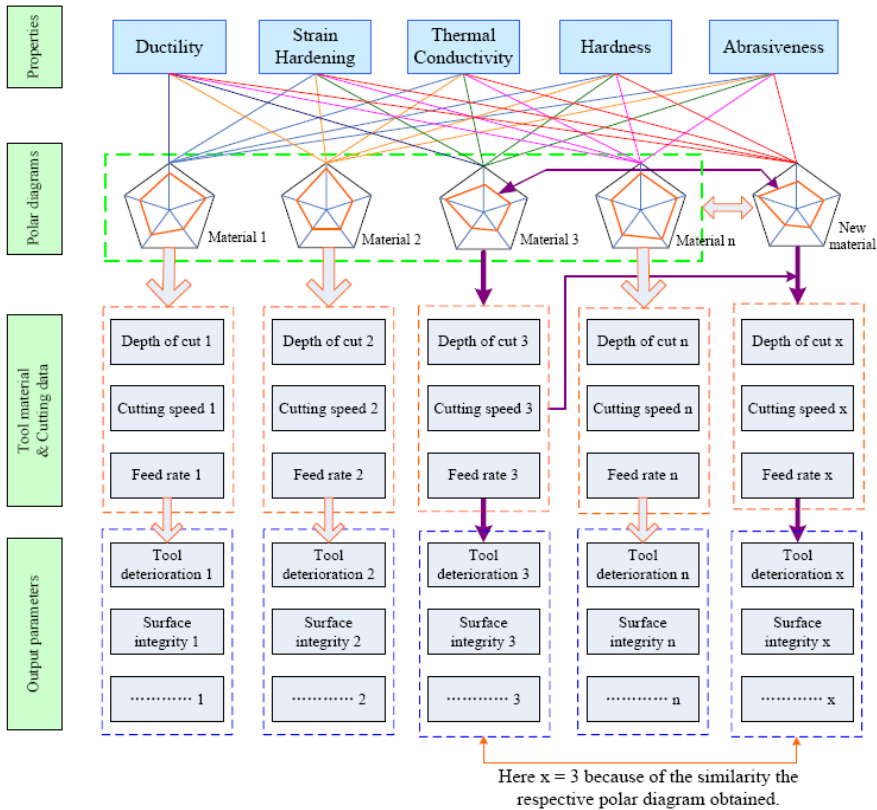 Properties
Ductility
Strain
Hardening
Thermal
Conductivity
Hardness
Abrasiveness
Polar diagrams
Material 1
Material 2
Material 3
Material n
New
material
Tool material
& Cutting data
Depth of cut 1
Depth of cut 2
Depth of cut 3
Depth of cut n
Depth of cut x
Cutting speed 1
Cutting speed 2
Cutting speed 3
Cutting speed n
Cutting speed x
Feed rate 1
Feed rate 2
Feed rate 3
Feed rate n
Feed rate x
Output parameters
Tool
deterioration 1
Tool
deterioration 2
Tool
deterioration 3
Tool
deterioration n
Tool
deterioration x
Surface
integrity 1
Surface
integrity 2
Surface
integrity 3
Surface
integrity n
Surface
integrity x
………… 1
………… 2
………… 3
………… n
………… x
Here x = 3 because of the similarity the
respective polar diagram obtained.